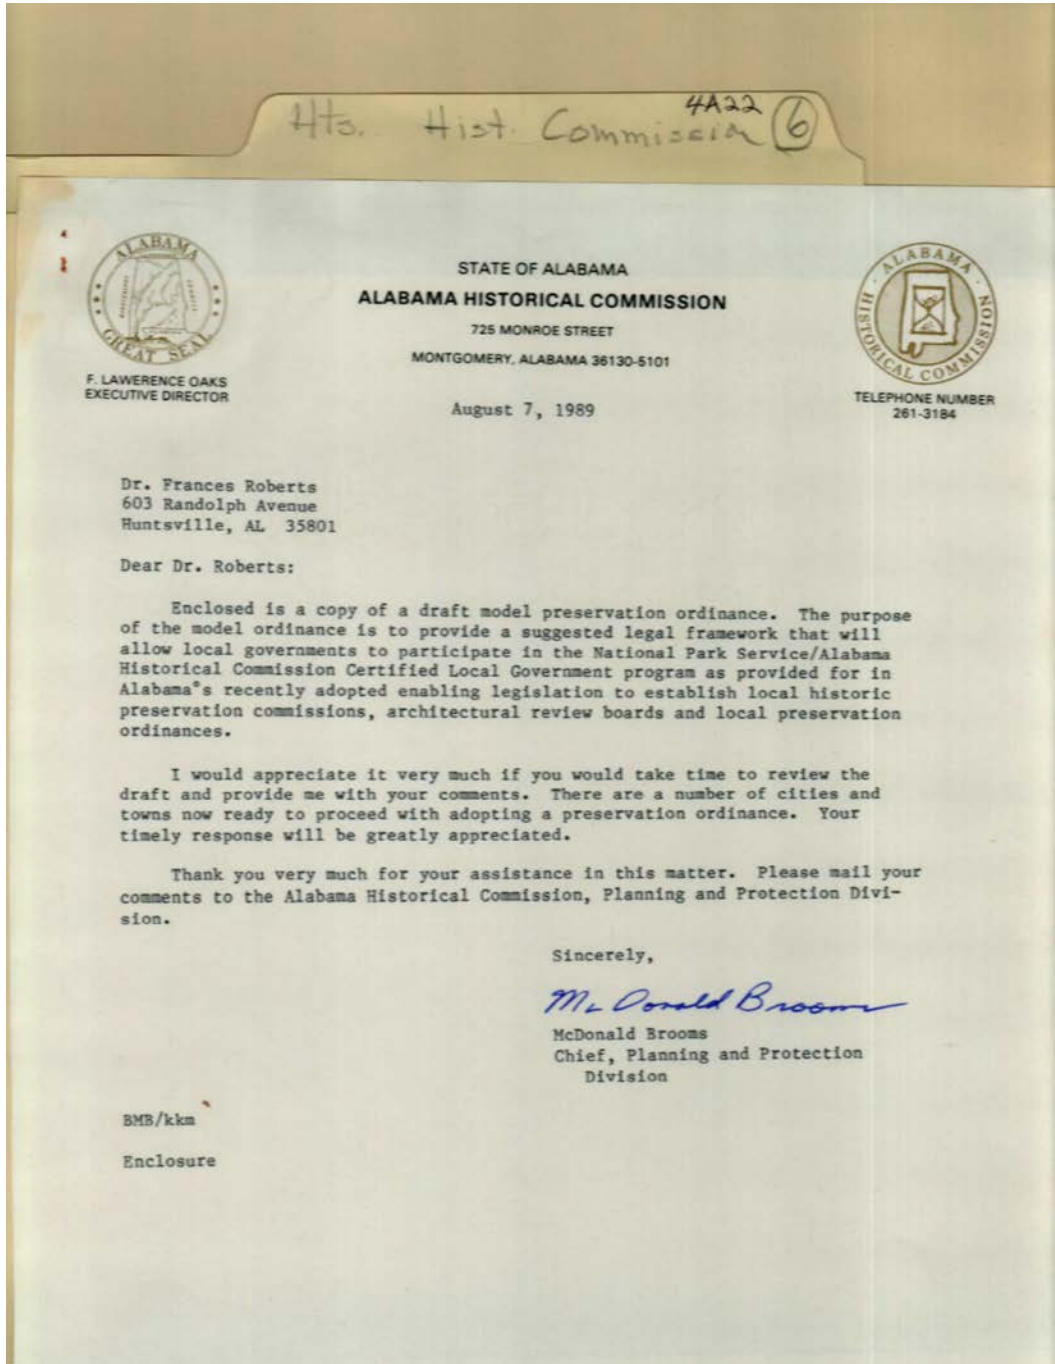 4A22
Hts. Hist. Commission 6
ALABAMA
GREAT SEAL
F. LAWERENCE OAKS
EXECUTIVE DIRECTOR
STATE OF ALABAMA
ALABAMA HISTORICAL COMMISSION
725 MONROE STREET
MONTGOMERY, ALABAMA 36130-5101
August 7, 1989
ALABAMA
HISTORICAL COMMISSION
TELEPHONE NUMBER
261-3184
Dr. Frances Roberts
603 Randolph Avenue
Huntsville, AL 35801
Dear Dr. Roberts:
Enclosed is a copy of a draft model preservation ordinance. The purpose
of the model ordinance is to provide a suggested legal framework that will
allow local governments to participate in the National Park Service/Alabama
Historical Commission Certified Local Government program as provided for in
Alabama's recently adopted enabling legislation to establish local historic
preservation commissions, architectural review boards and local preservation
ordinances.
I would appreciate it very much if you would take time to review the
draft and provide me with your comments. There are a number of cities and
towns now ready to proceed with adopting a preservation ordinance. Your
timely response will be greatly appreciated.
Thank you very much for your assistance in this matter. Please mail your
comments to the Alabama Historical Commission, Planning and Protection Divi-
sion.
Sincerely,
McDonald Brooms
McDonald Brooms
Chief, Planning and Protection
Division
BMB/kkm
Enclosure